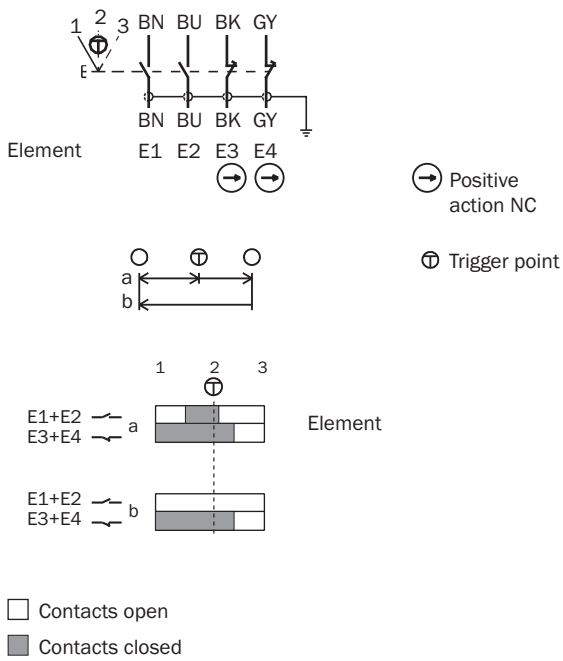 1 2 3 BN BU BK GY
E
BN BU BK GY
Element E1 E2 E3 E4
Positive
action NC
T Trigger point
T
a
b
1 2 3
T
E1+E2
E3+E4
a
Element
E1+E2
E3+E4
b
Contacts open
Contacts closed